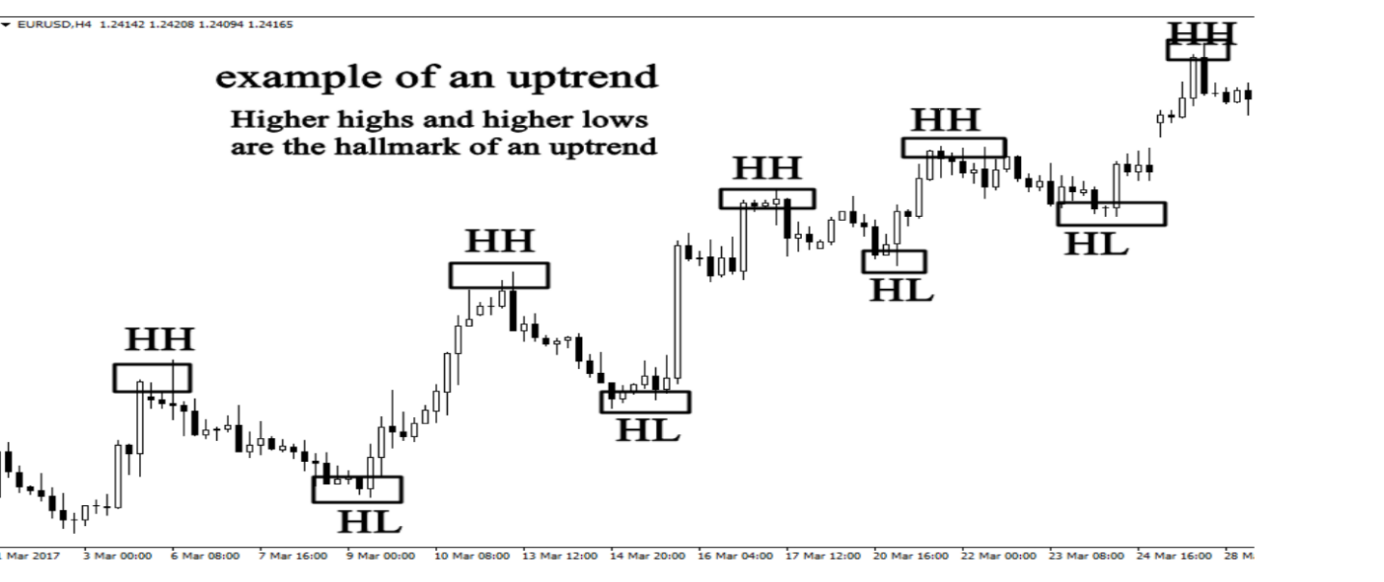 EURUSD,H4 1.24142 1.24208 1.24094 1.24165
HH
example of an uptrend
Higher highs and higher lows
are the hallmark of an uptrend
HH
HH
HH
HL
HH
HL
HL
HL
Mar 2017 3 Mar 00:00 6 Mar 08:00 7 Mar 16:00 9 Mar 00:00 10 Mar 08:00 13 Mar 12:00 14 Mar 20:00 16 Mar 04:00 17 Mar 12:00 20 Mar 16:00 22 Mar 00:00 23 Mar 08:00 24 Mar 16:00 28